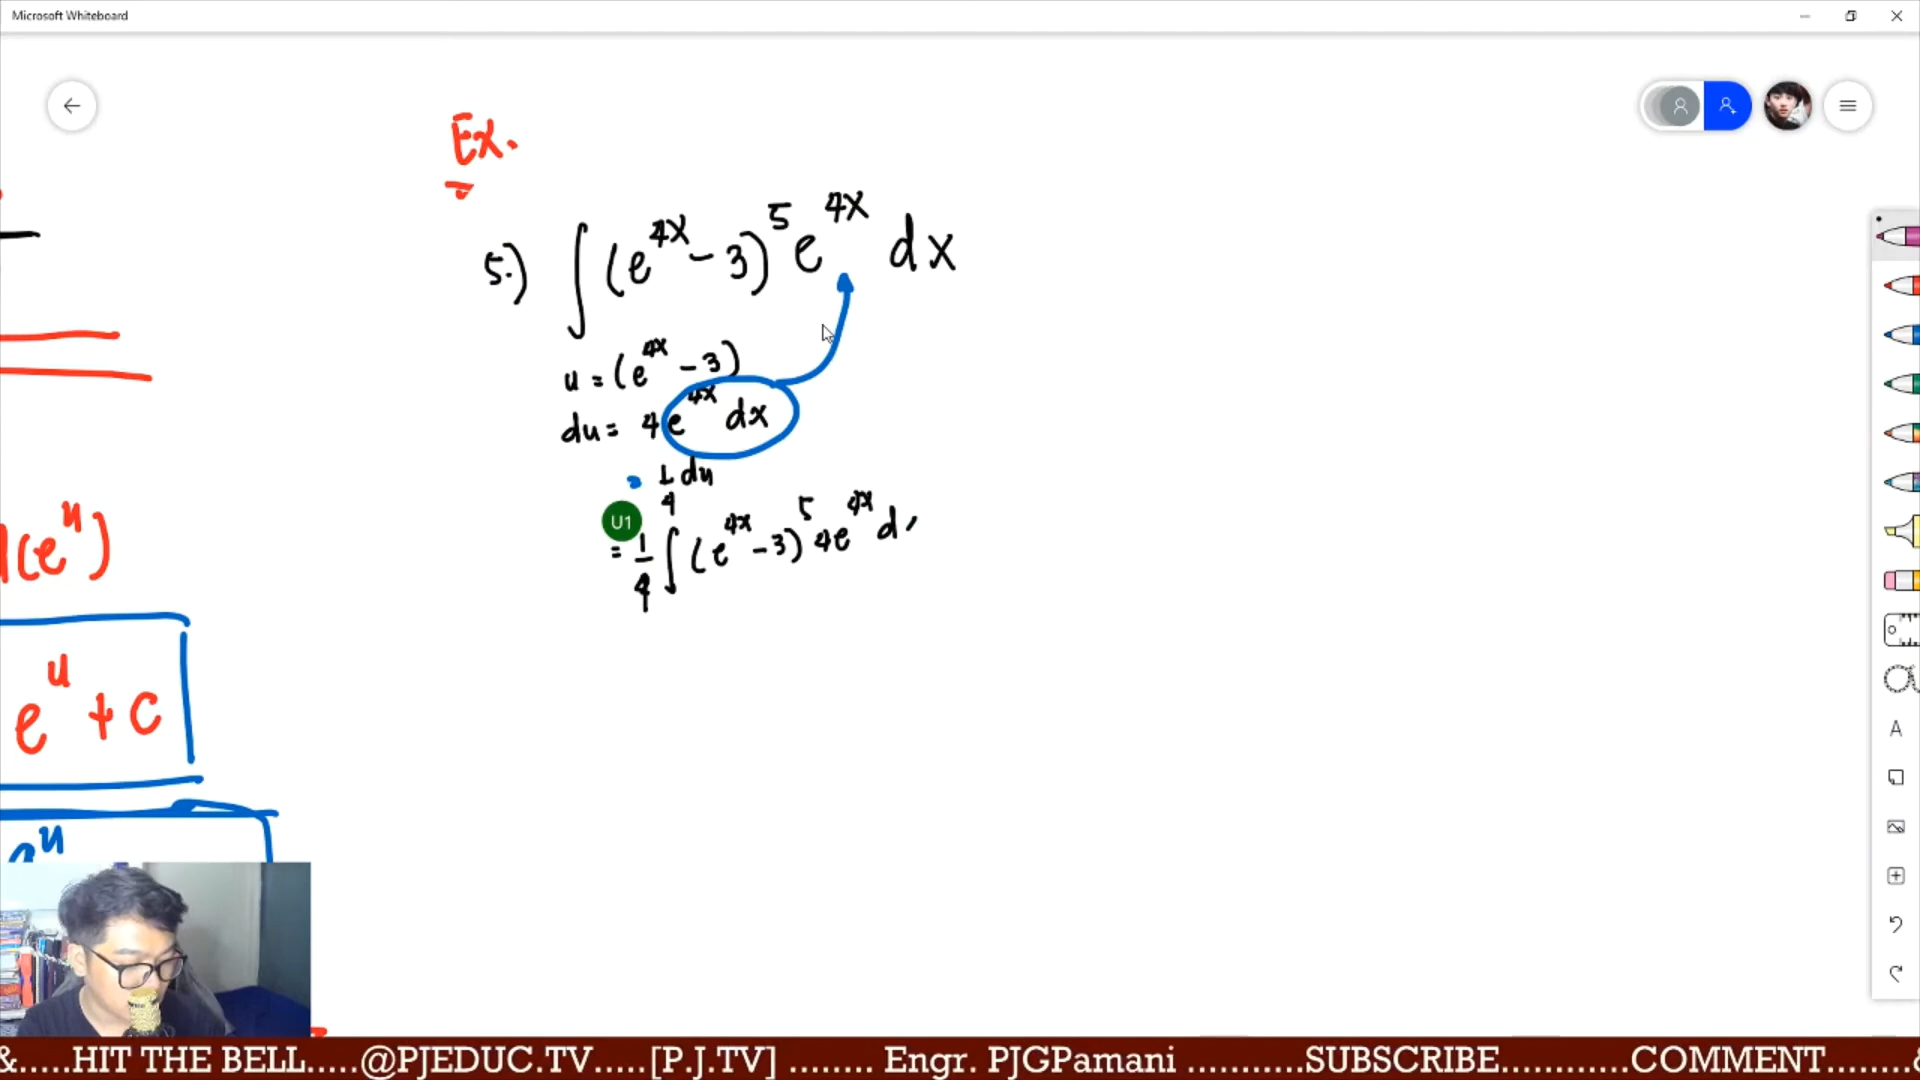 Microsoft Whiteboard
Ex.
5.) ∫ (e^{4x} - 3)^5 e^{4x} dx
u = (e^{4x} - 3)
du = 4e^{4x} dx
1/4 du
U1
= 1/4 ∫ (e^{4x} - 3)^5 4e^{4x} d
(e^u)
e^u + c
A
&.....HIT THE BELL.....@PJEDUC.TV.....[P.J.TV] ........ Engr. PJGPamani ...........SUBSCRIBE............COMMENT........&